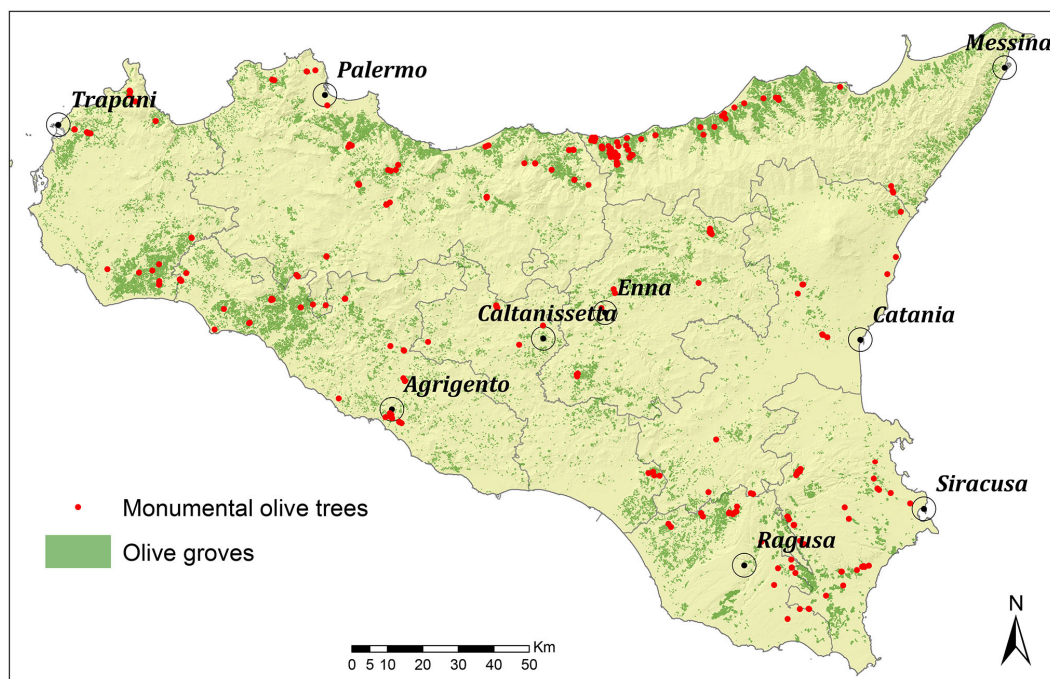 Messina
Palermo
Trapani
Enna
Caltanissetta
Catania
Agrigento
Siracusa
Monumental olive trees
Olive groves
Ragusa
N
Km
0 5 10 20 30 40 50